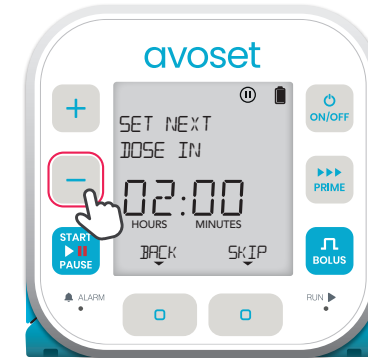 avoset
SET NEXT
DOSE IN
02:00
HOURS MINUTES
BACK SKIP
ON/OFF
PRIME
START
PAUSE
BOLUS
ALARM
RUN